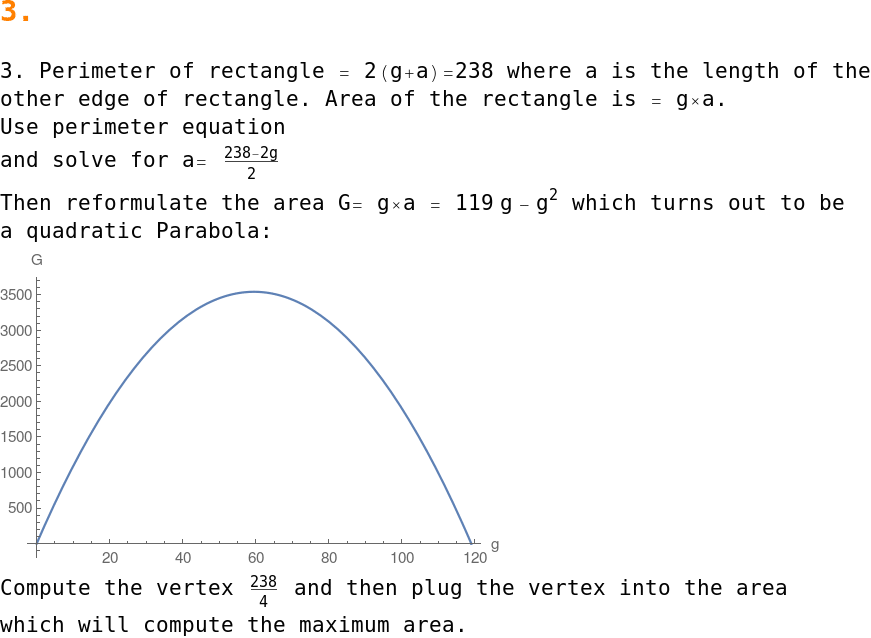 3.
3. Perimeter of rectangle = 2(g+a)=238 where a is the length of the
other edge of rectangle. Area of the rectangle is = g×a.
Use perimeter equation
and solve for a= \frac{238-2g}{2}
Then reformulate the area G= g×a = 119 g - g^2 which turns out to be
a quadratic Parabola:
G
3500
3000
2500
2000
1500
1000
500
20 40 60 80 100 120 g
Compute the vertex \frac{238}{4} and then plug the vertex into the area
which will compute the maximum area.